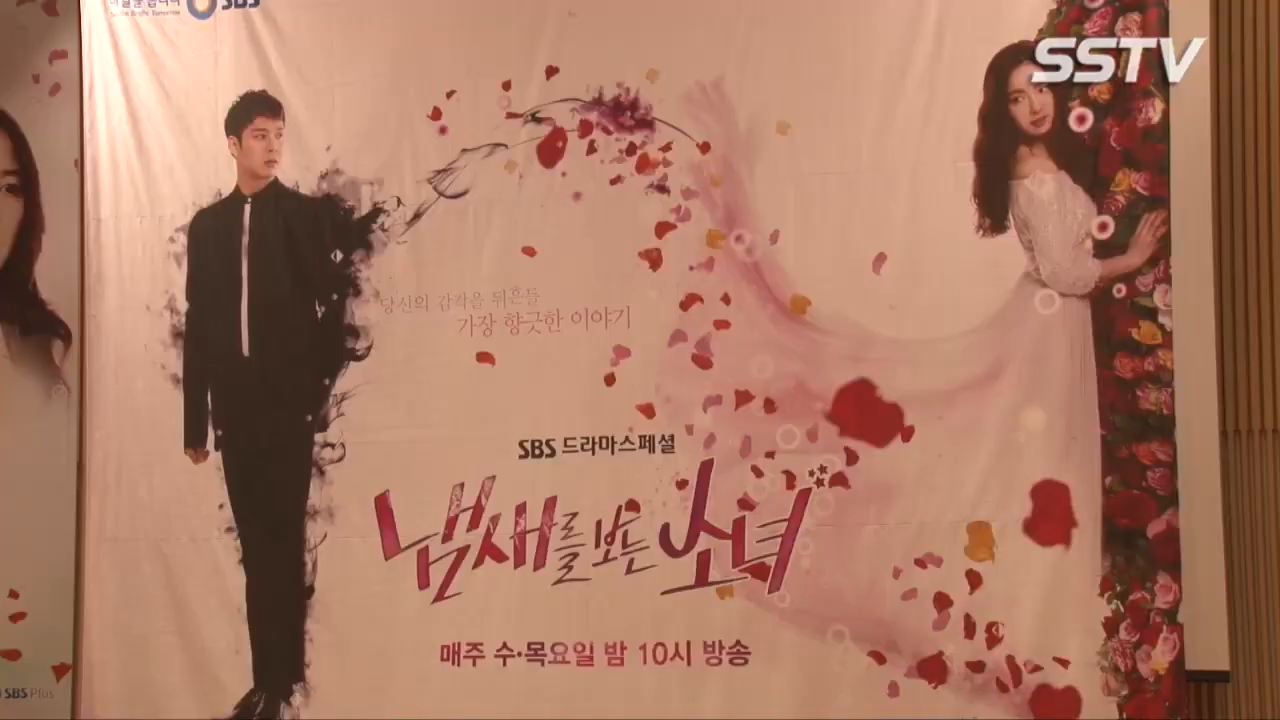 SBS
SSTV
당신의 감각을 뒤흔들
가장 향긋한 이야기
SBS 드라마스페셜
냄새를 보는 소녀
매주 수·목요일 밤 10시 방송
SBS Plus